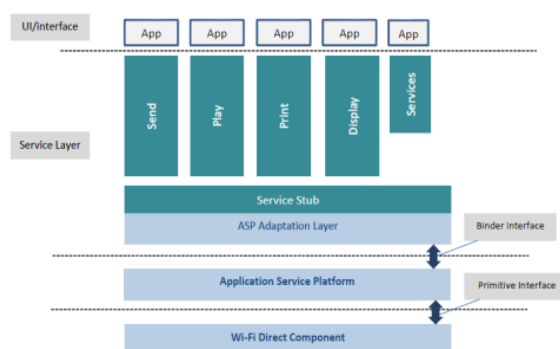 UI/interface
App App App App App
Send Play Print Display Services
Service Layer
Service Stub
ASP Adaptation Layer
Binder Interface
Application Service Platform
Primitive Interface
Wi-Fi Direct Component